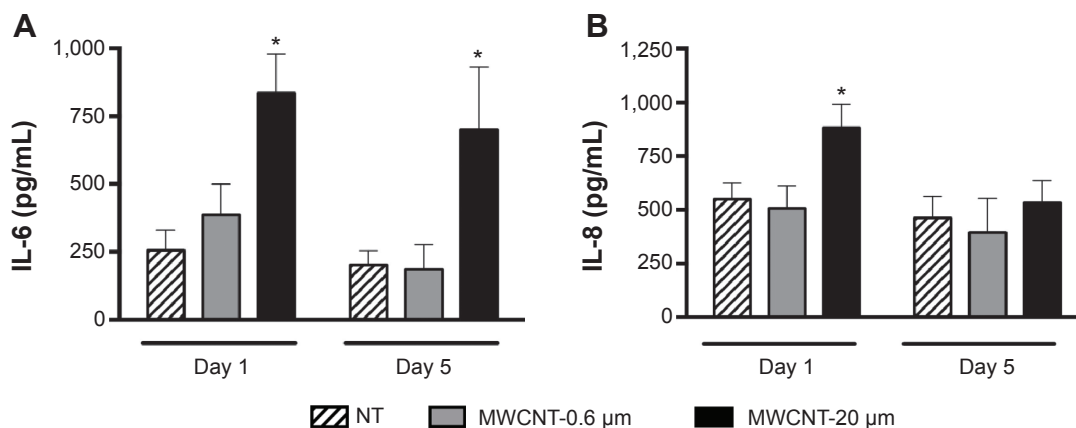 A
IL-6 (pg/mL)
1,000
750
500
250
0
*
*
Day 1
Day 5
B
IL-8 (pg/mL)
1,250
1,000
750
500
250
0
*
Day 1
Day 5
NT
MWCNT-0.6 µm
MWCNT-20 µm